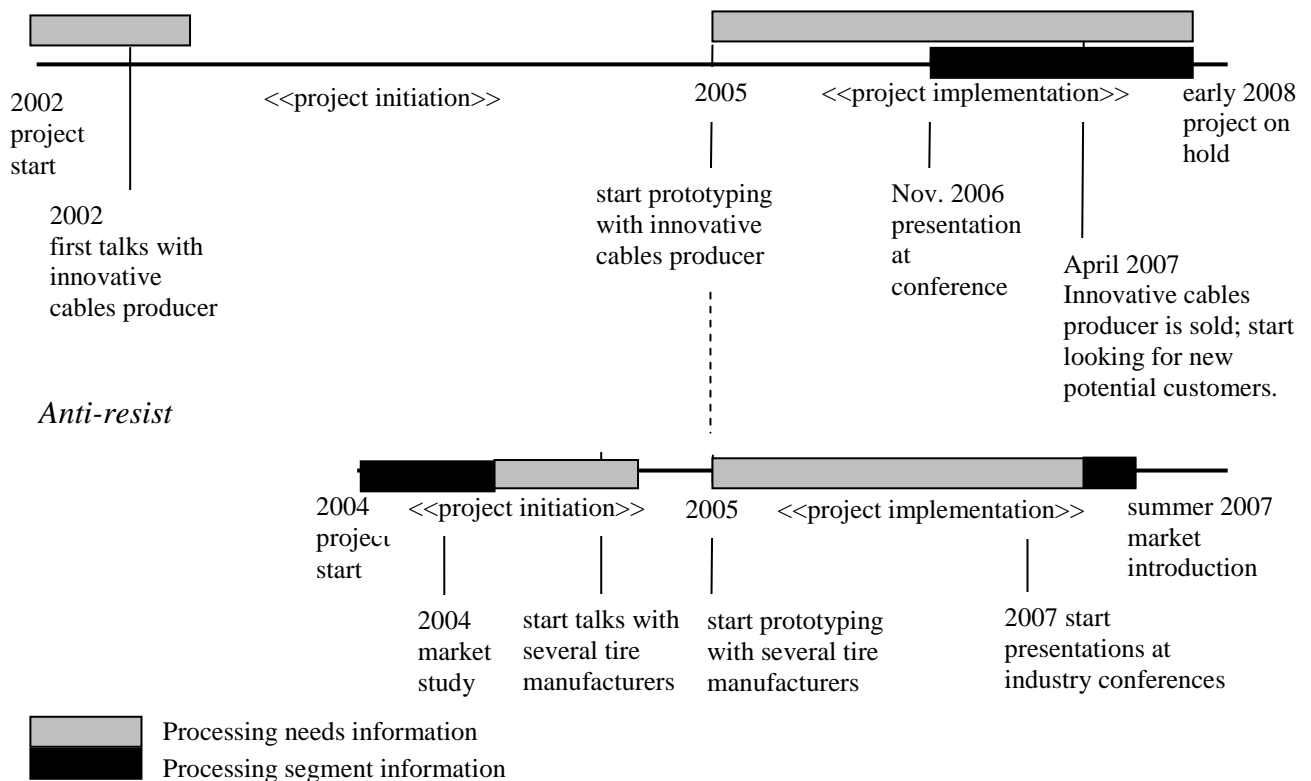 2002
project
start
<<project initiation>>
2005
<<project implementation>>
early 2008
project on
hold
2002
first talks with
innovative
cables producer
start prototyping
with innovative
cables producer
Nov. 2006
presentation
at
conference
April 2007
Innovative cables
producer is sold; start
looking for new
potential customers.
Anti-resist
2004
project
start
<<project initiation>>
2005
<<project implementation>>
summer 2007
market
introduction
2004
market
study
start talks with
several tire
manufacturers
start prototyping
with several tire
manufacturers
2007 start
presentations at
industry conferences
Processing needs information
Processing segment information